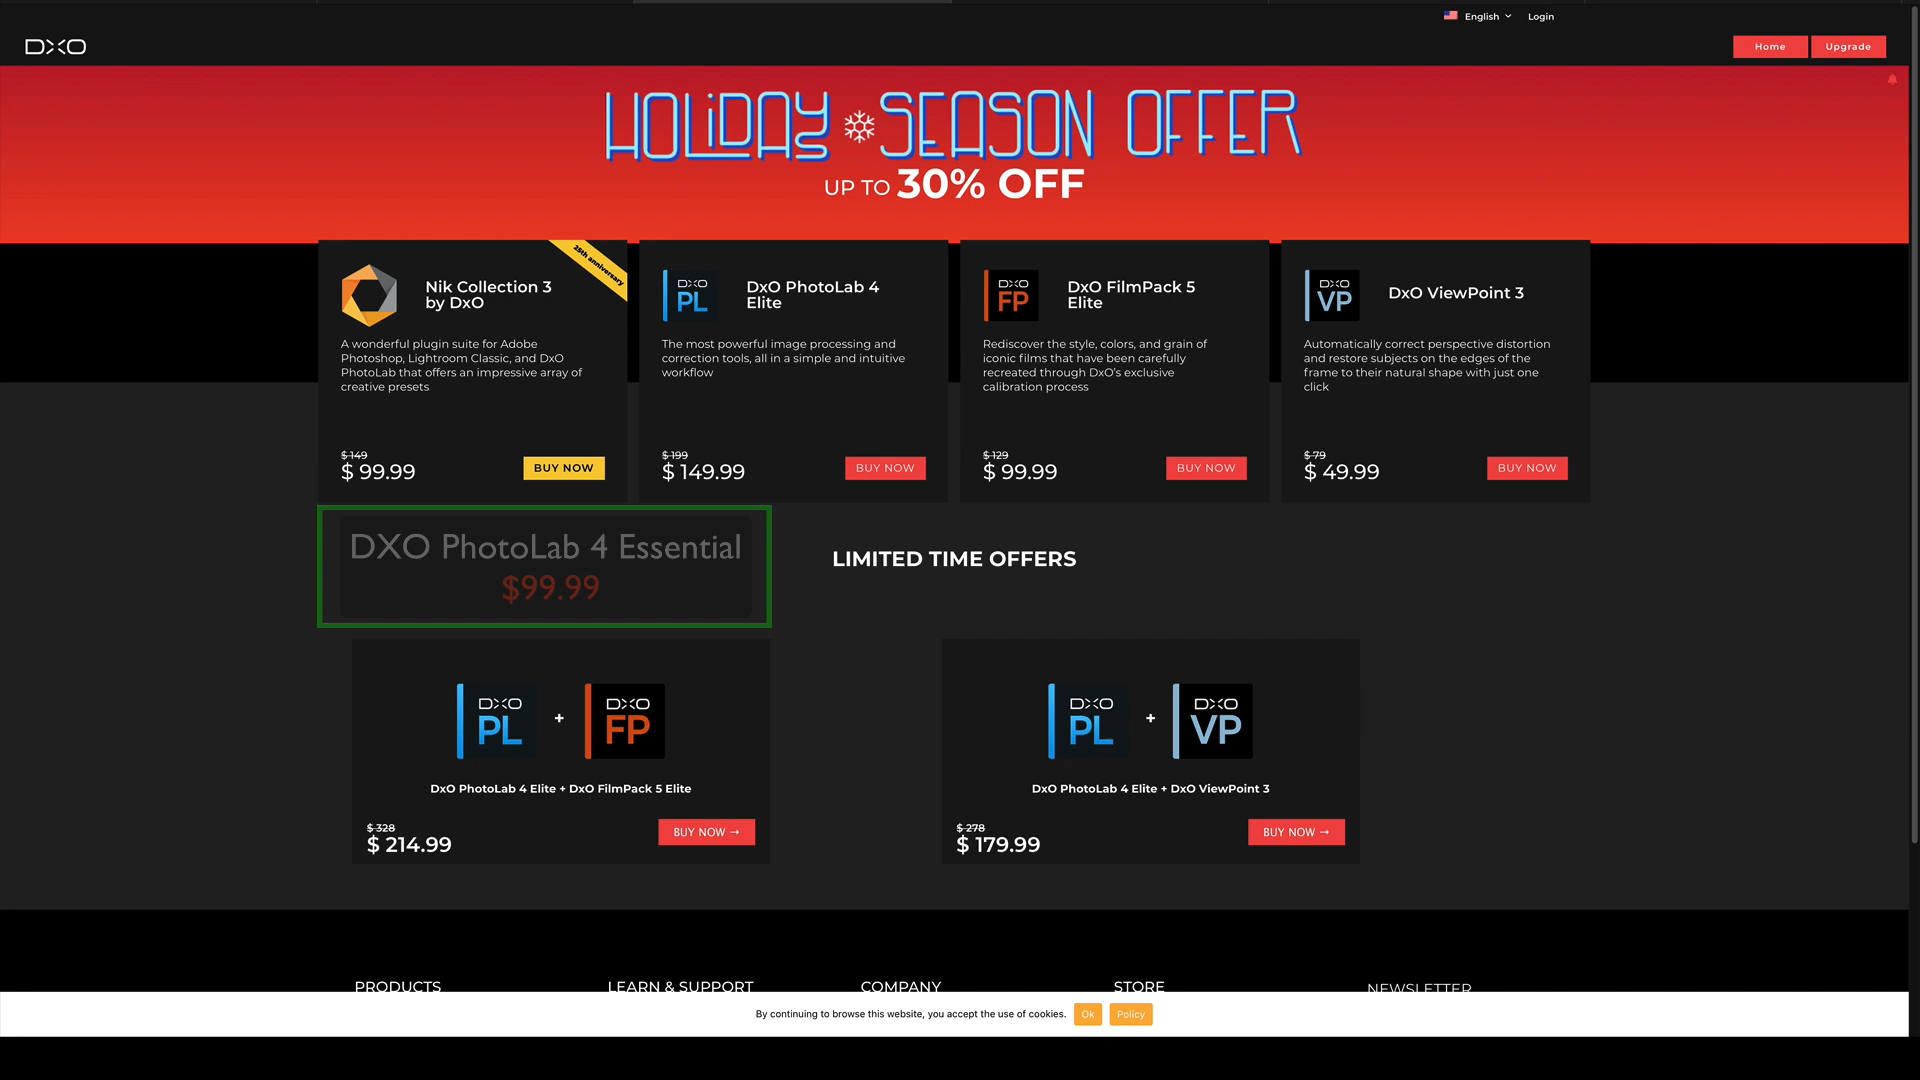 English
Login
DXO
Home
Upgrade
HOLIDAY SEASON OFFER
UP TO 30% OFF
25th anniversary
Nik Collection 3
by DxO
A wonderful plugin suite for Adobe
Photoshop, Lightroom Classic, and DxO
PhotoLab that offers an impressive array of
creative presets
$ 149
$ 99.99
BUY NOW
DXO
PL
DxO PhotoLab 4
Elite
The most powerful image processing and
correction tools, all in a simple and intuitive
workflow
$ 199
$ 149.99
BUY NOW
DXO
FP
DxO FilmPack 5
Elite
Rediscover the style, colors, and grain of
iconic films that have been carefully
recreated through DxO’s exclusive
calibration process
$ 129
$ 99.99
BUY NOW
DXO
VP
DxO ViewPoint 3
Automatically correct perspective distortion
and restore subjects on the edges of the
frame to their natural shape with just one
click
$ 79
$ 49.99
BUY NOW
DXO PhotoLab 4 Essential
$99.99
LIMITED TIME OFFERS
DXO
PL
+
DXO
FP
DxO PhotoLab 4 Elite + DxO FilmPack 5 Elite
$ 328
$ 214.99
BUY NOW →
DXO
PL
+
DXO
VP
DxO PhotoLab 4 Elite + DxO ViewPoint 3
$ 278
$ 179.99
BUY NOW →
PRODUCTS
LEARN & SUPPORT
COMPANY
STORE
NEWSLETTER
By continuing to browse this website, you accept the use of cookies.
Ok
Policy